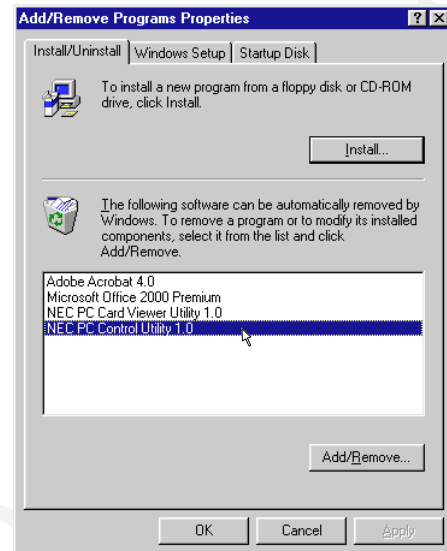 Add/Remove Programs Properties
Install/Uninstall Windows Setup Startup Disk
To install a new program from a floppy disk or CD-ROM
drive, click Install.
Install...
The following software can be automatically removed by
Windows. To remove a program or to modify its installed
components, select it from the list and click
Add/Remove.
Adobe Acrobat 4.0
Microsoft Office 2000 Premium
NEC PC Card Viewer Utility 1.0
NEC PC Control Utility 1.0
Add/Remove...
OK Cancel Apply